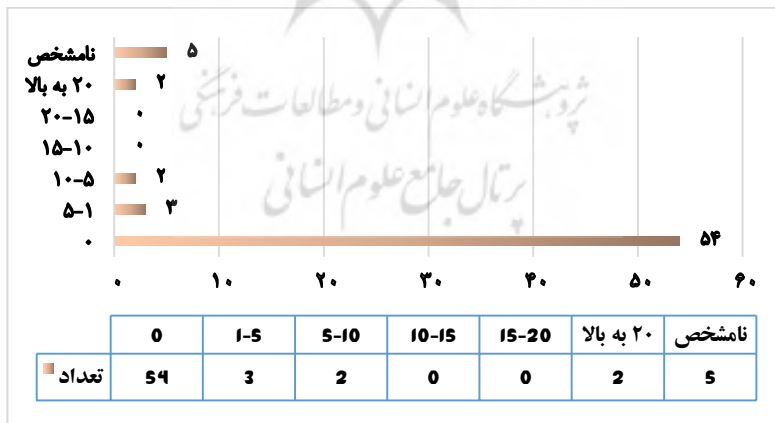 نامشخص ۵
۲۰ به بالا ۲
۲۰-۱۵ ۰
۱۵-۱۰ ۰
۱۰-۵ ۲
۵-۱ ۳
۰ ۵۴
۰ ۱۰ ۲۰ ۳۰ ۴۰ ۵۰ ۶۰
پژوهشگاه علوم انسانی و مطالعات فرهنگی
پرتال جامع علوم انسانی
0 1-5 5-10 10-15 15-20 ۲۰ به بالا نامشخص
تعداد 54 3 2 0 0 2 5